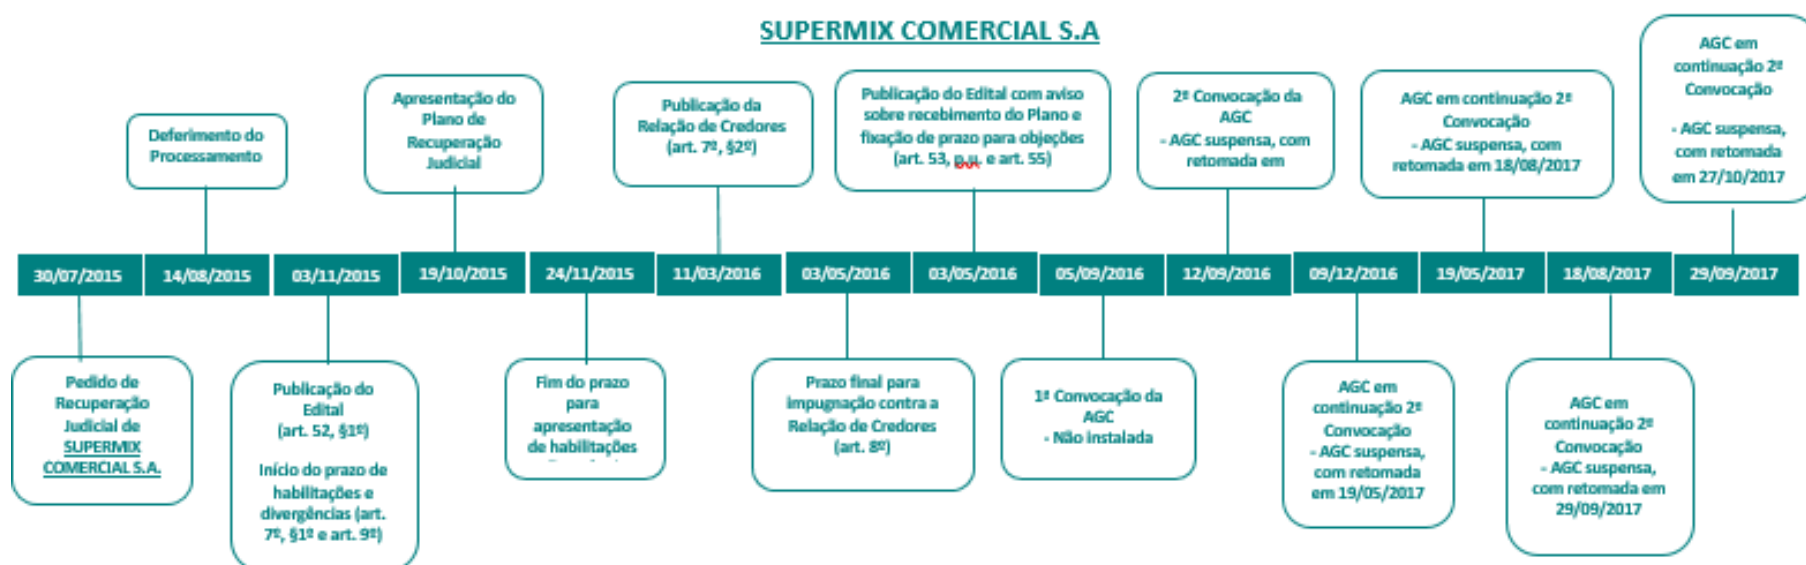 SUPERMIX COMERCIAL S.A
Deferimento do
Processamento
Apresentação do
Plano de
Recuperação
Judicial
Publicação da
Relação de Credores
(art. 7º, §2º)
Publicação do Edital com aviso
sobre recebimento do Plano e
fixação de prazo para objeções
(art. 53, p.u. e art. 55)
2ª Convocação da
AGC
- AGC suspensa, com
retomada em
AGC em continuação 2ª
Convocação
- AGC suspensa, com
retomada em 18/08/2017
AGC em
continuação 2ª
Convocação
- AGC suspensa,
com retomada
em 27/10/2017
30/07/2015
14/08/2015
03/11/2015
19/10/2015
24/11/2015
11/03/2016
03/05/2016
03/05/2016
05/09/2016
12/09/2016
09/12/2016
19/05/2017
18/08/2017
29/09/2017
Pedido de
Recuperação
Judicial de
SUPERMIX
COMERCIAL S.A.
Publicação do
Edital
(art. 52, §1º)
Início do prazo de
habilitações e
divergências (art.
7º, §1º e art. 9º)
Fim do prazo
para
apresentação
de habilitações
Prazo final para
impugnação contra a
Relação de Credores
(art. 8º)
1ª Convocação da
AGC
- Não instalada
AGC em
continuação 2ª
Convocação
- AGC suspensa,
com retomada
em 19/05/2017
AGC em
continuação 2ª
Convocação
- AGC suspensa,
com retomada em
29/09/2017